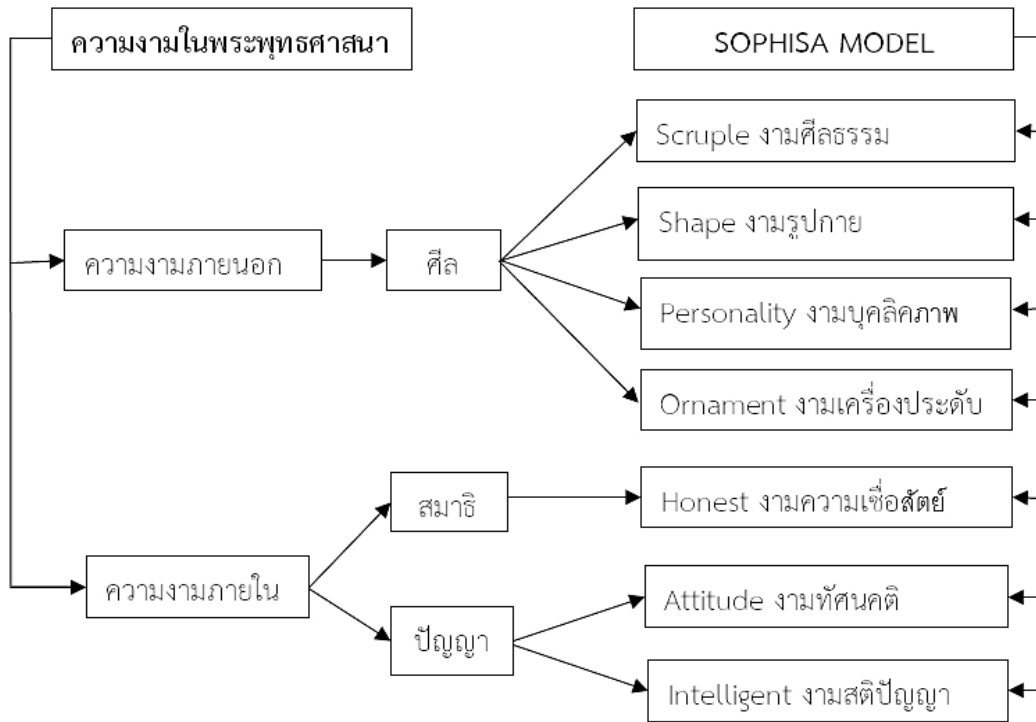 ความงามในพระพุทธศาสนา
SOPHISA MODEL
Scruple งามศีลธรรม
Shape งามรูปกาย
ความงามภายนอก
ศีล
Personality งามบุคลิคภาพ
Ornament งามเครื่องประดับ
สมาธิ
Honest งามความเชื่อสัตย์
ความงามภายใน
Attitude งามทัศนคติ
ปัญญา
Intelligent งามสติปัญญา